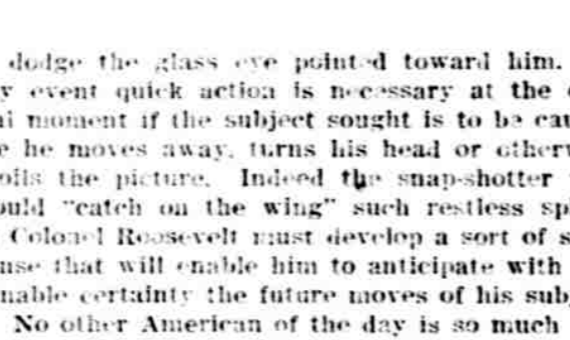 dodge the glass eye pointed toward him.
y event quick action is necessary at the
moment if the subject sought is to be cau
e he moves away, turns his head or otherw
oils the picture. Indeed the snap-shotter
ould "catch on the wing" such restless sp
Colonel Roosevelt must develop a sort of s
nse that will enable him to anticipate with
nable certainty the future moves of his sub
No other American of the day is so much